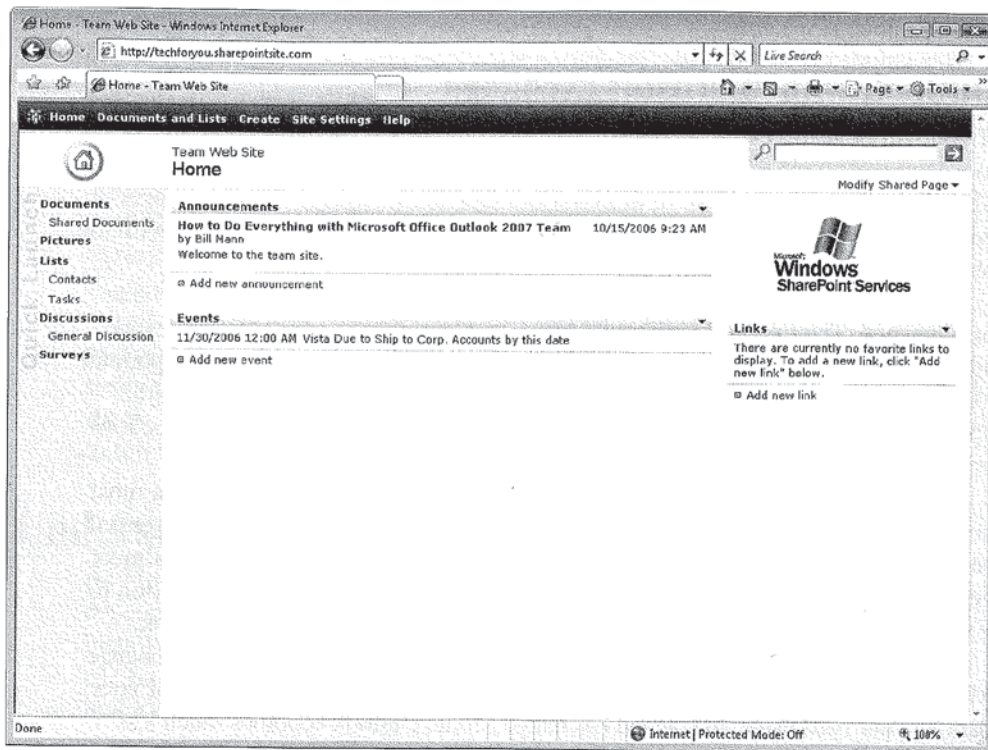 Home - Team Web Site - Windows Internet Explorer
http://techforyou.sharepointsite.com
Live Search
Home - Team Web Site
Page
Tools
Home Documents and Lists Create Site Settings Help
Team Web Site
Home
Modify Shared Page
Quick Launch
Documents
Shared Documents
Pictures
Lists
Contacts
Tasks
Discussions
General Discussion
Surveys
Announcements
How to Do Everything with Microsoft Office Outlook 2007 Team 10/15/2006 9:23 AM
by Bill Mann
Welcome to the team site.
Add new announcement
Events
11/30/2006 12:00 AM Vista Due to Ship to Corp. Accounts by this date
Add new event
Microsoft
Windows
SharePoint Services
Links
There are currently no favorite links to
display. To add a new link, click "Add
new link" below.
Add new link
Done
Internet | Protected Mode: Off
100%